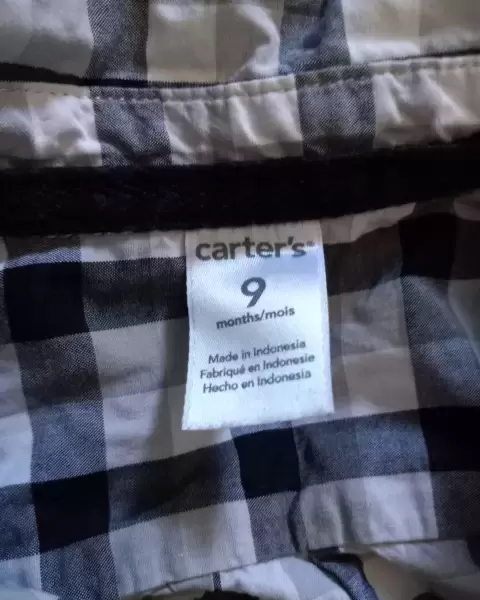 carter's®
9
months/mois
Made in Indonesia
Fabriqué en Indonesie
Hecho en Indonesia